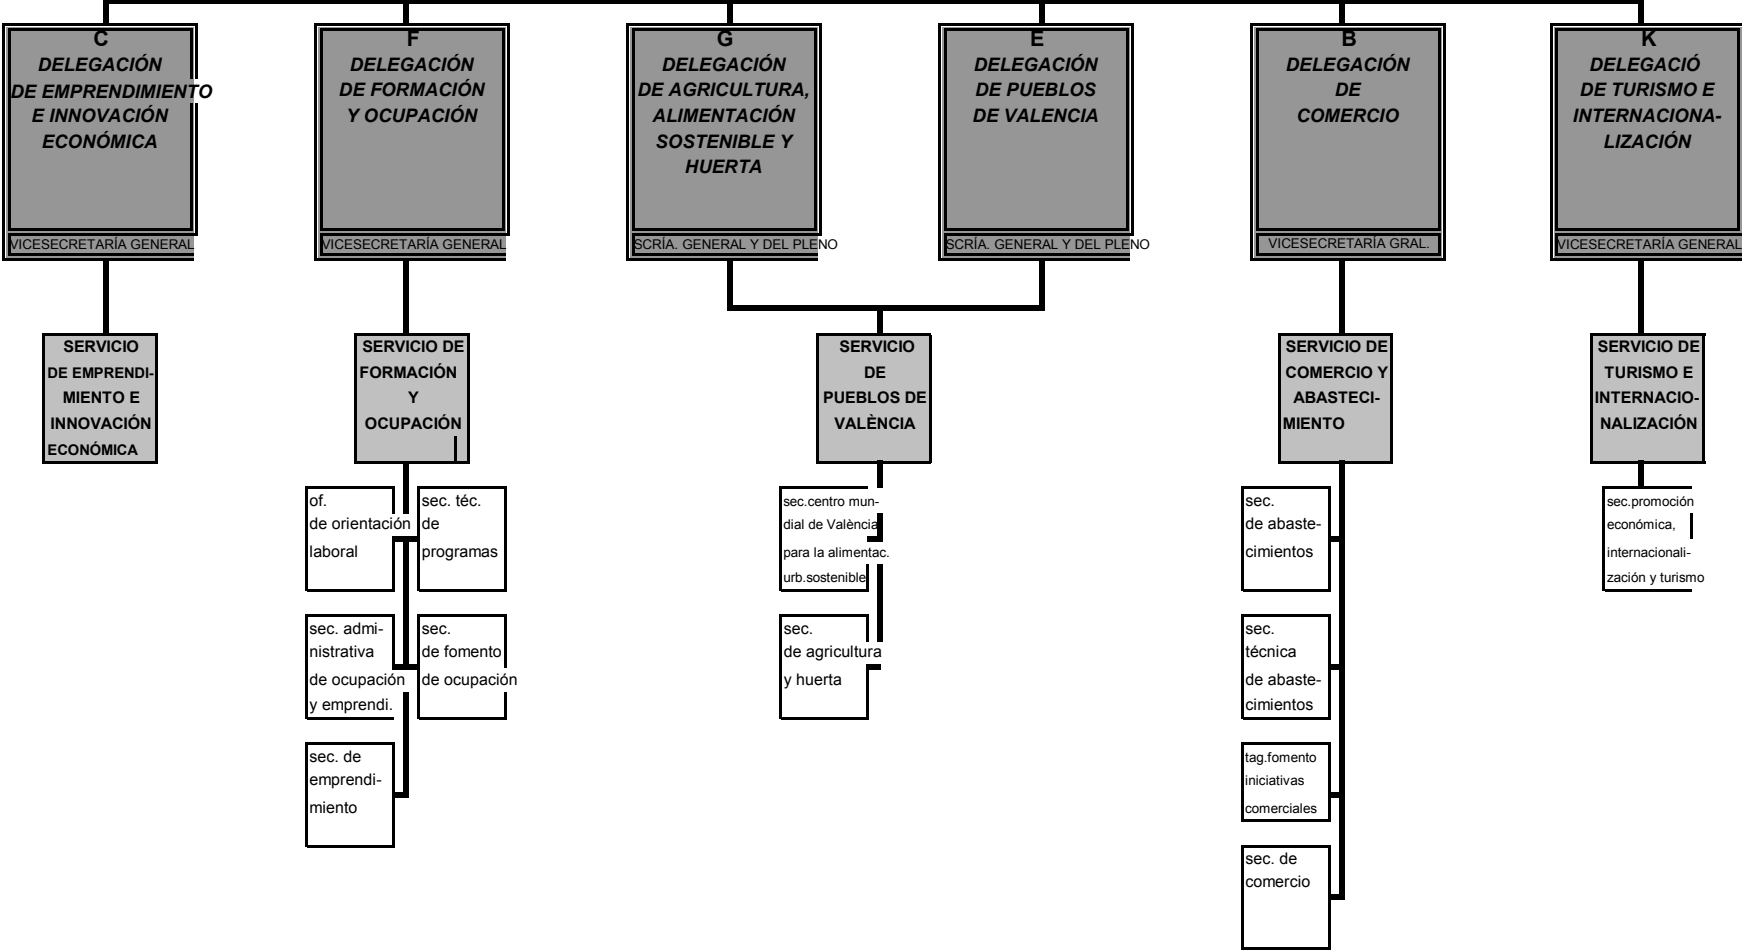 C
DELEGACIÓN
DE EMPRENDIMIENTO
E INNOVACIÓN
ECONÓMICA
VICESECRETARÍA GENERAL
F
DELEGACIÓN
DE FORMACIÓN
Y OCUPACIÓN
VICESECRETARÍA GENERAL
G
DELEGACIÓN
DE AGRICULTURA,
ALIMENTACIÓN
SOSTENIBLE Y
HUERTA
SCRÍA. GENERAL Y DEL PLENO
E
DELEGACIÓN
DE PUEBLOS
DE VALENCIA
SCRÍA. GENERAL Y DEL PLENO
B
DELEGACIÓN
DE
COMERCIO
VICESECRETARÍA GRAL.
K
DELEGACIÓ
DE TURISMO E
INTERNACIONA-
LIZACIÓN
VICESECRETARÍA GENERAL
SERVICIO
DE EMPRENDI-
MIENTO E
INNOVACIÓN
ECONÓMICA
SERVICIO DE
FORMACIÓN
Y
OCUPACIÓN
SERVICIO
DE
PUEBLOS DE
VALÈNCIA
SERVICIO DE
COMERCIO Y
ABASTECI-
MIENTO
SERVICIO DE
TURISMO E
INTERNACIO-
NALIZACIÓN
of.
de orientación
laboral
sec. téc.
de
programas
sec. admi-
nistrativa
de ocupación
y emprendi.
sec.
de fomento
de ocupación
sec. de
emprendi-
miento
sec.centro mun-
dial de València
para la alimentac.
urb.sostenible
sec.
de agricultura
y huerta
sec.
de abaste-
cimientos
sec.
técnica
de abaste-
cimientos
tag.fomento
iniciativas
comerciales
sec. de
comercio
sec.promoción
económica,
internacionali-
zación y turismo